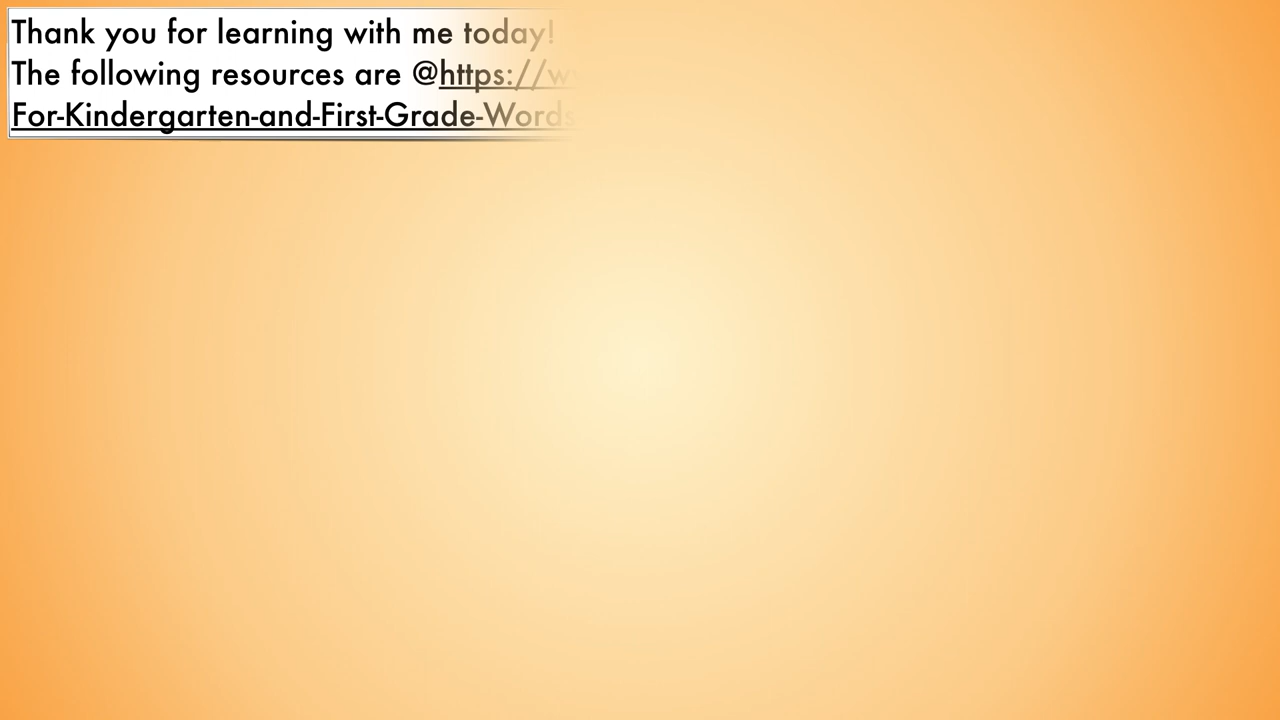 Thank you for learning with me today!
The following resources are @https://w
For-Kindergarten-and-First-Grade-Words